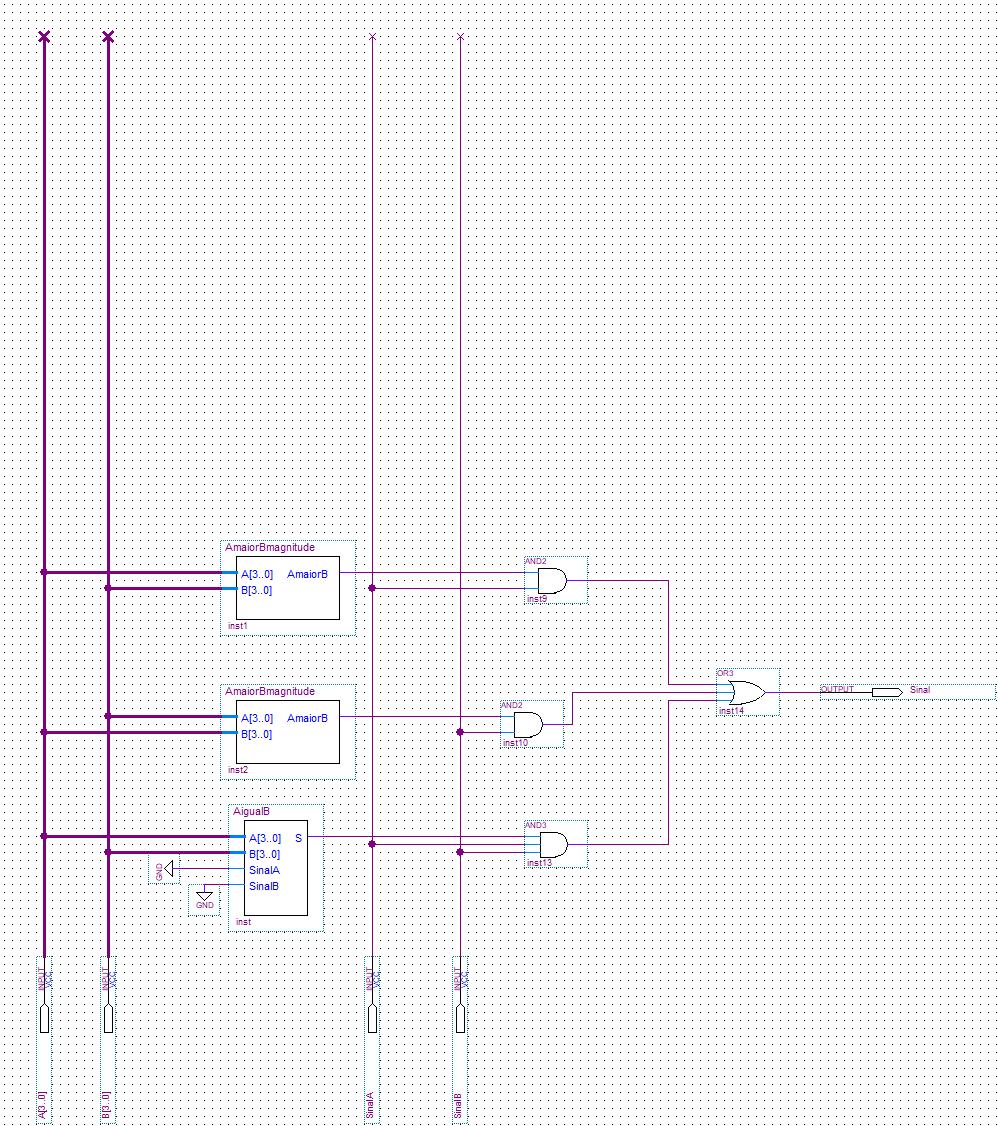 AmaiorBmagnitude
A[3..0] AmaiorB
B[3..0]
inst1
AND2
inst9
AmaiorBmagnitude
A[3..0] AmaiorB
B[3..0]
inst2
AND2
inst10
OR3
inst14
OUTPUT Sinal
AigualB
A[3..0] S
B[3..0]
SinalA
SinalB
inst
GND
GND
AND3
inst13
INPUT
VCC
A[3..0]
INPUT
VCC
B[3..0]
INPUT
VCC
SinalA
INPUT
VCC
SinalB